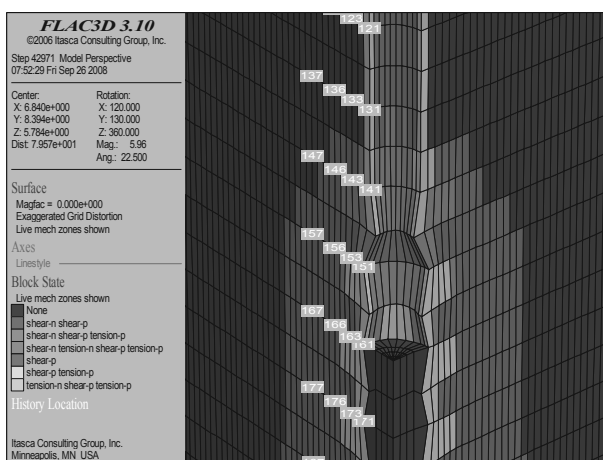 FLAC3D 3.10
©2006 Itasca Consulting Group, Inc.
Step 42971 Model Perspective
07:52:29 Fri Sep 26 2008
Center:
X: 6.840e+000
Y: 8.394e+000
Z: 5.784e+000
Dist: 7.957e+001
Rotation:
X: 120.000
Y: 130.000
Z: 360.000
Mag.: 5.96
Ang.: 22.500
Surface
Magfac = 0.000e+000
Exaggerated Grid Distortion
Live mech zones shown
Axes
Linestyle
Block State
Live mech zones shown
None
shear-n shear-p
shear-n shear-p tension-p
shear-n tension-n shear-p tension-p
shear-p
shear-p tension-p
tension-n shear-p tension-p
History Location
Itasca Consulting Group, Inc.
Minneapolis, MN USA
123
121
137
136
133
131
147
146
143
141
157
156
153
151
167
166
163
161
177
176
173
171